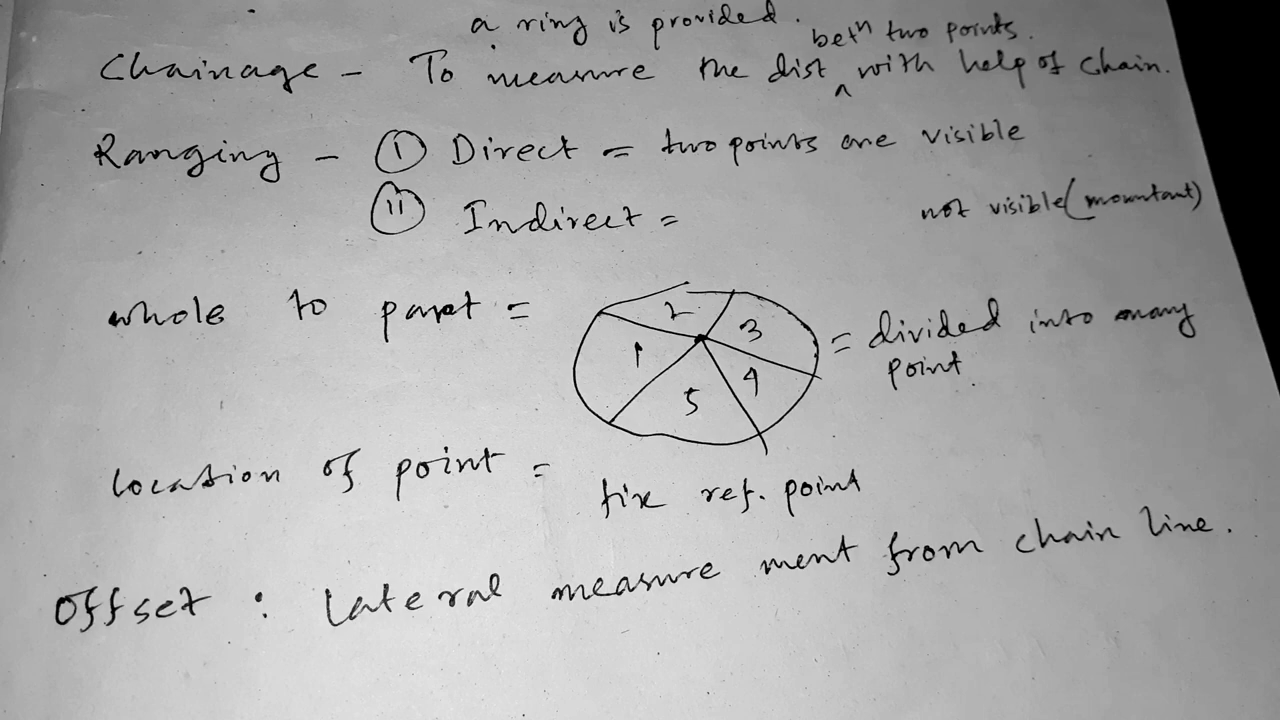 a ring is provided.
Chainage - To measure the dist betn two points. with help of chain.
Ranging - (i) Direct = two points are visible
(ii) Indirect = not visible (mountant)
whole to part = 1 2 3 4 5 = divided into many point.
location of point = fix ref. point
Offset : Lateral measure ment from chain line.